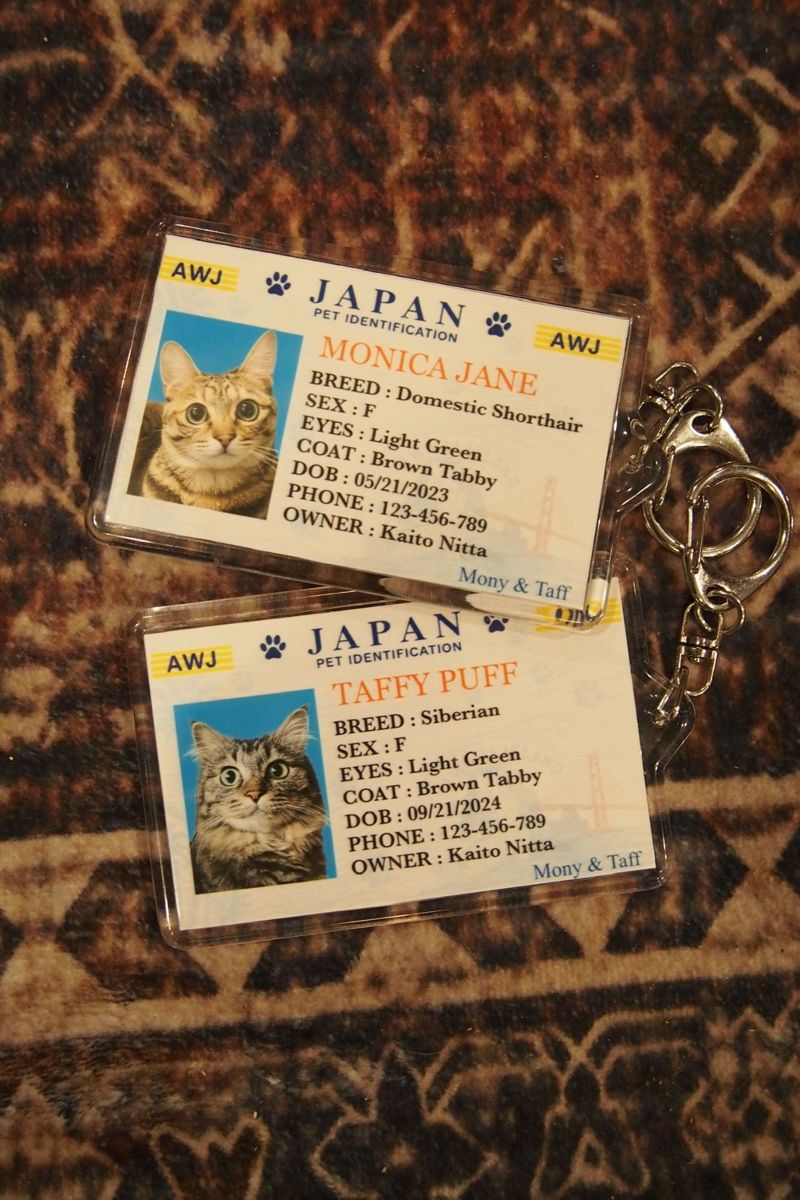 AWJ
JAPAN
PET IDENTIFICATION
AWJ
MONICA JANE
BREED : Domestic Shorthair
SEX : F
EYES : Light Green
COAT : Brown Tabby
DOB : 05/21/2023
PHONE : 123-456-789
OWNER : Kaito Nitta
Mony & Taff
AWJ
JAPAN
PET IDENTIFICATION
TAFFY PUFF
BREED : Siberian
SEX : F
EYES : Light Green
COAT : Brown Tabby
DOB : 09/21/2024
PHONE : 123-456-789
OWNER : Kaito Nitta
Mony & Taff